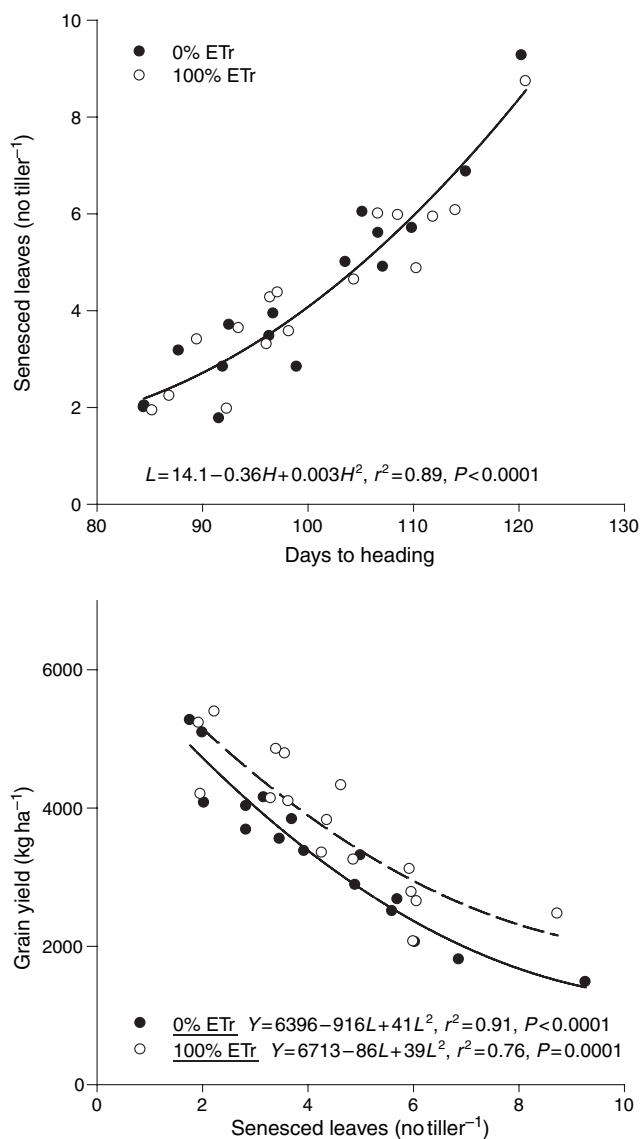 10
0% ETr
100% ETr
8
6
4
2
0
Senesced leaves (no tiller⁻¹)
L=14.1−0.36H+0.003H², r²=0.89, P<0.0001
80 90 100 110 120 130
Days to heading
6000
4000
2000
0
Grain yield (kg ha⁻¹)
0% ETr Y=6396−916L+41L², r²=0.91, P<0.0001
100% ETr Y=6713−86L+39L², r²=0.76, P=0.0001
0 2 4 6 8 10
Senesced leaves (no tiller⁻¹)